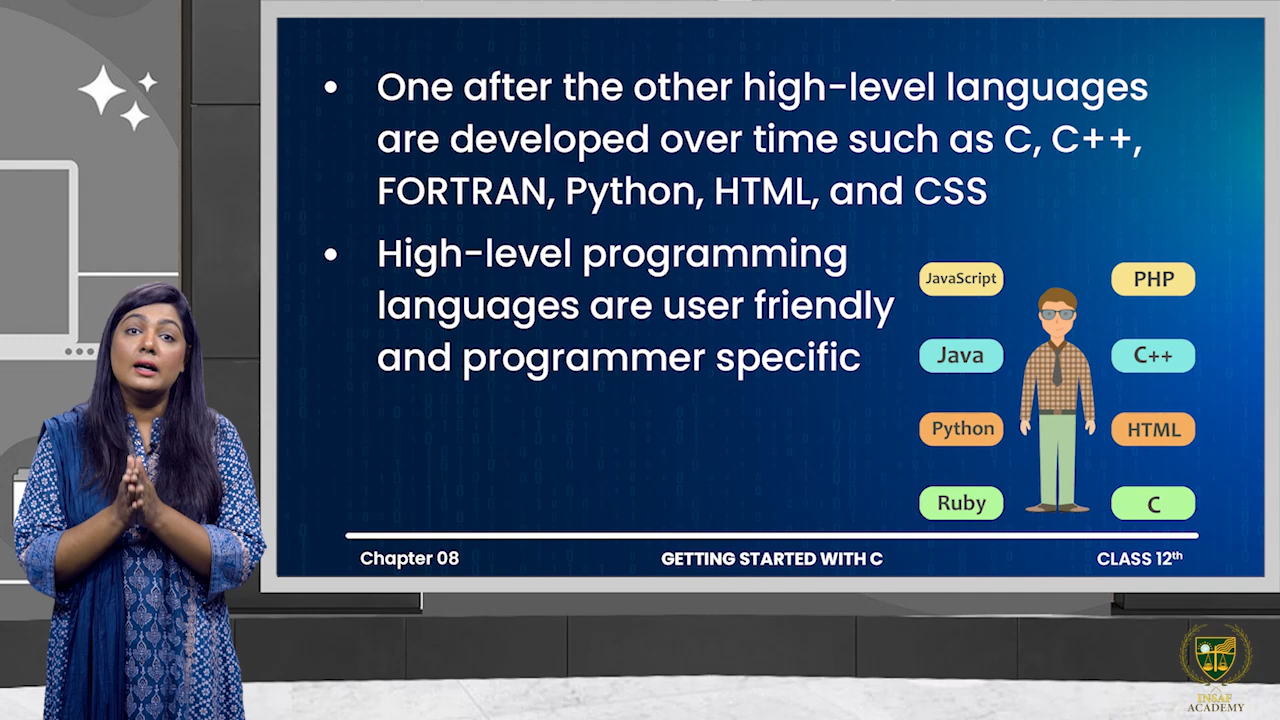 • One after the other high-level languages
are developed over time such as C, C++,
FORTRAN, Python, HTML, and CSS
• High-level programming
languages are user friendly
and programmer specific
JavaScript
PHP
Java
C++
Python
HTML
Ruby
C
Chapter 08
GETTING STARTED WITH C
CLASS 12th
INSAF
ACADEMY